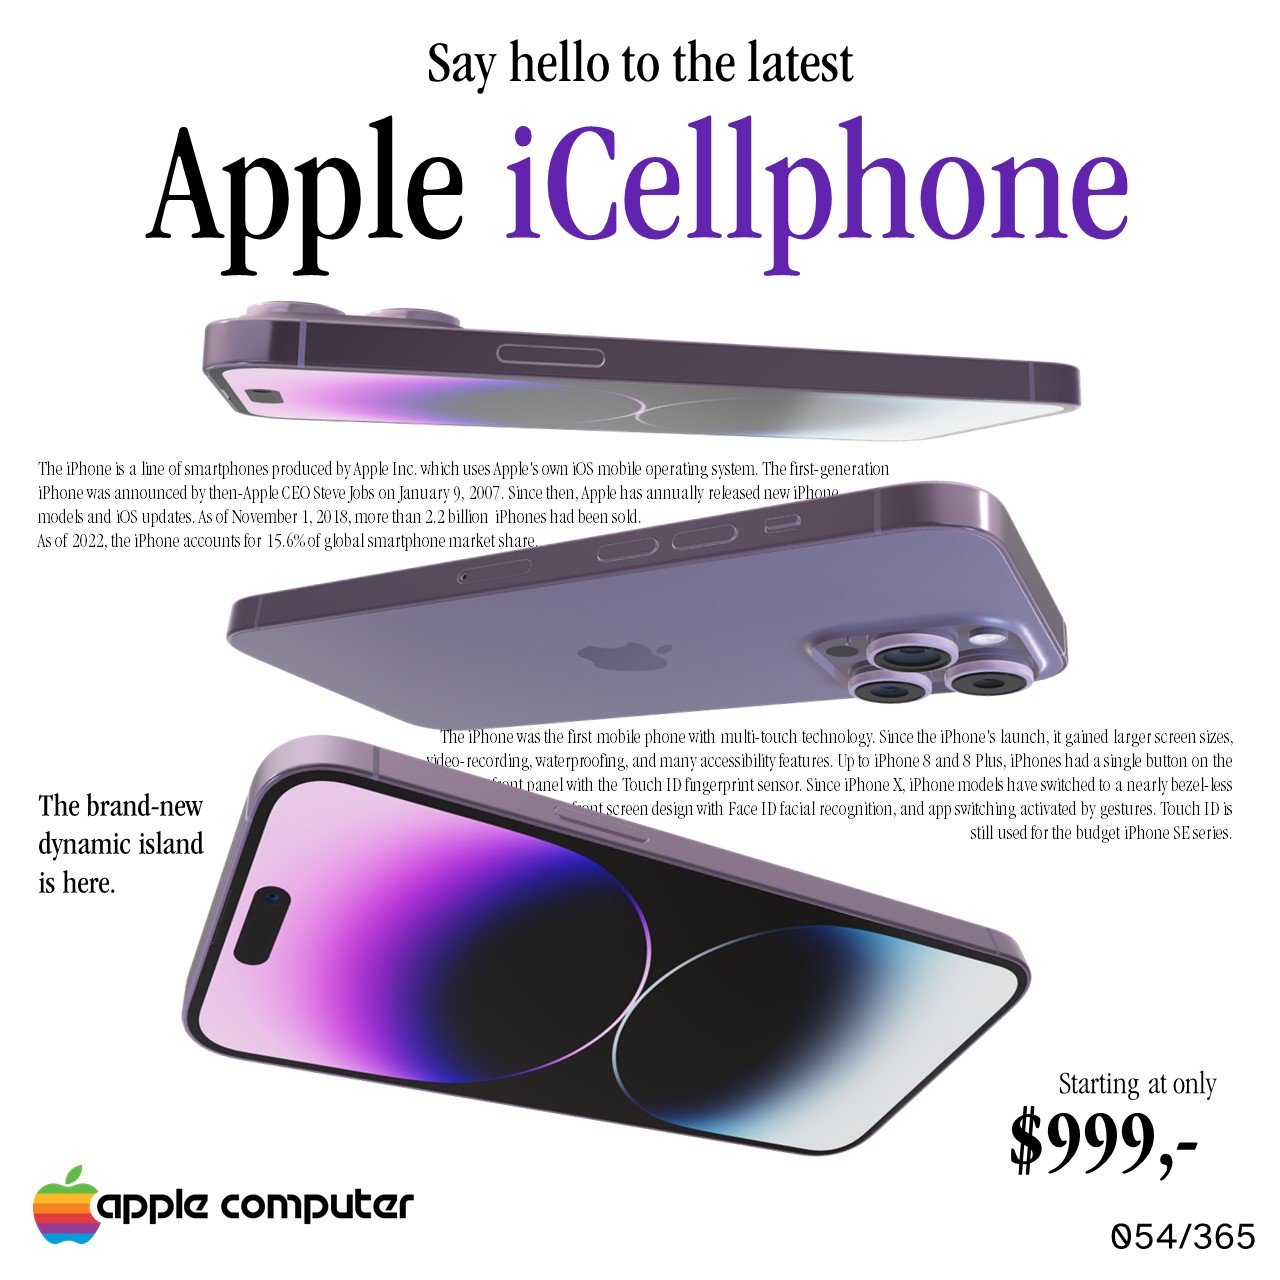 Say hello to the latest
Apple iCellphone
The iPhone is a line of smartphones produced by Apple Inc. which uses Apple's own iOS mobile operating system. The first-generation
iPhone was announced by then-Apple CEO Steve Jobs on January 9, 2007. Since then, Apple has annually released new iPhone
models and iOS updates. As of November 1, 2018, more than 2.2 billion iPhones had been sold.
As of 2022, the iPhone accounts for 15.6% of global smartphone market share.
The iPhone was the first mobile phone with multi-touch technology. Since the iPhone's launch, it gained larger screen sizes,
video-recording, waterproofing, and many accessibility features. Up to iPhone 8 and 8 Plus, iPhones had a single button on the
front panel with the Touch ID fingerprint sensor. Since iPhone X, iPhone models have switched to a nearly bezel-less
front screen design with Face ID facial recognition, and app switching activated by gestures. Touch ID is
still used for the budget iPhone SE series.
The brand-new
dynamic island
is here.
Starting at only
$999,-
apple computer
054/365